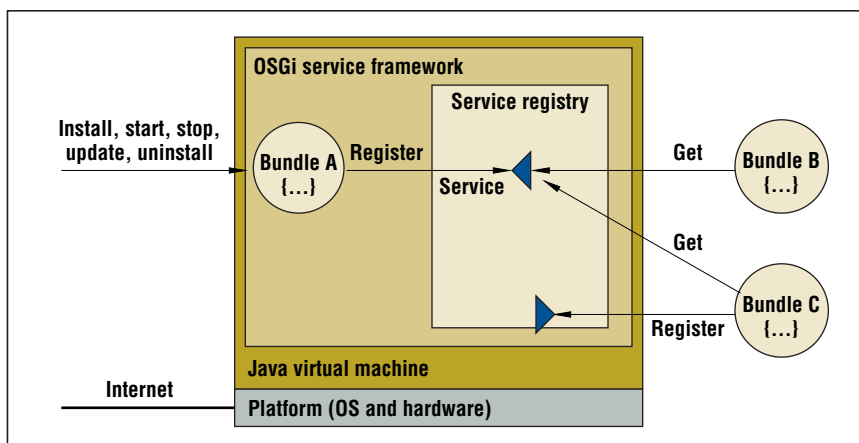 OSGi service framework
Service registry
Install, start, stop,
update, uninstall
Bundle A
{...}
Register
Service
Get
Bundle B
{...}
Get
Register
Bundle C
{...}
Java virtual machine
Internet
Platform (OS and hardware)